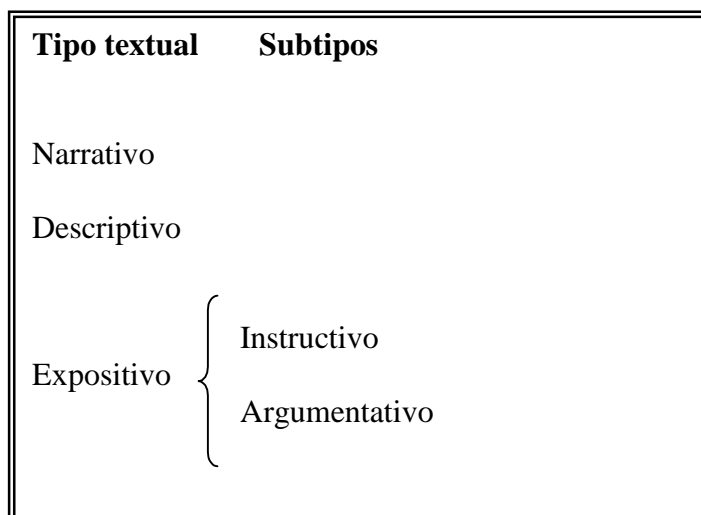 Tipo textual Subtipos
Narrativo
Descriptivo
Instructivo
Expositivo
Argumentativo